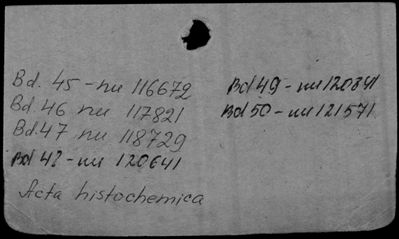 Bd. 45 - nu 116672
Bd. 46 nu 117821
Bd. 47 nu 118729
Bd 48 - nu 120641
Bd 49 - nu 120841
Bd 50 - nu 121571
Acta histochemica